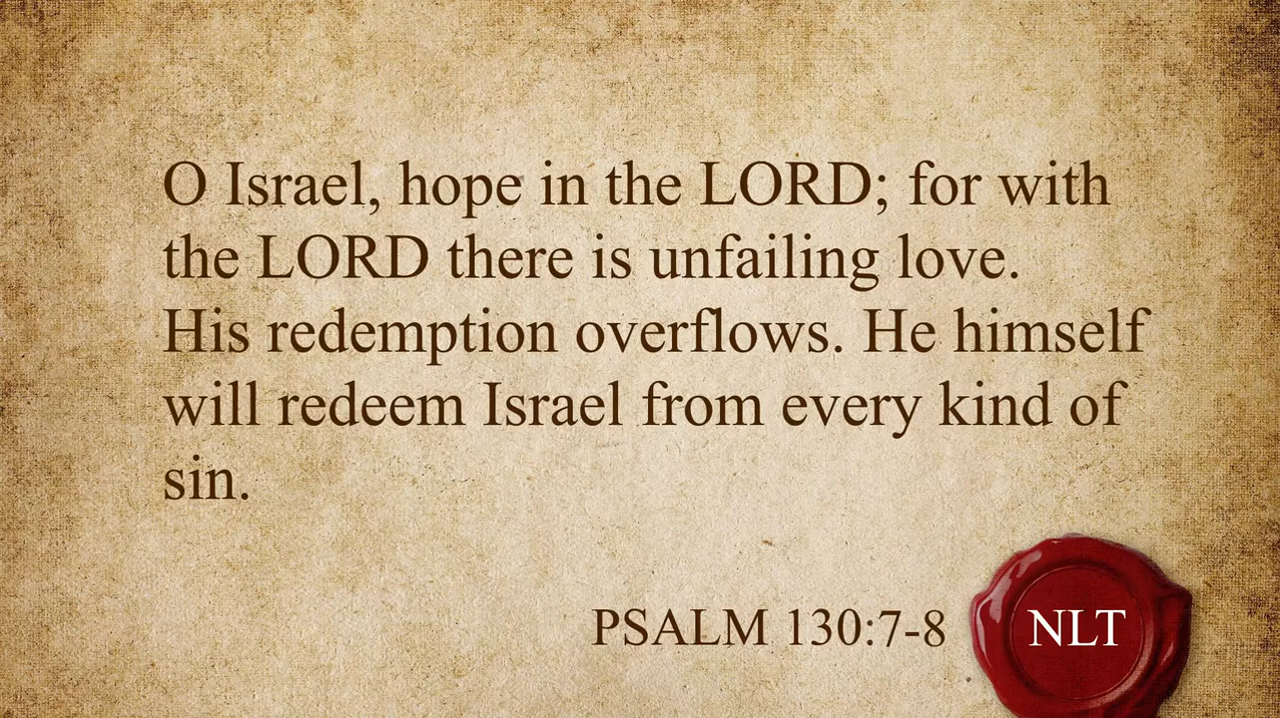 O Israel, hope in the LORD; for with
the LORD there is unfailing love.
His redemption overflows. He himself
will redeem Israel from every kind of
sin.
PSALM 130:7-8
NLT